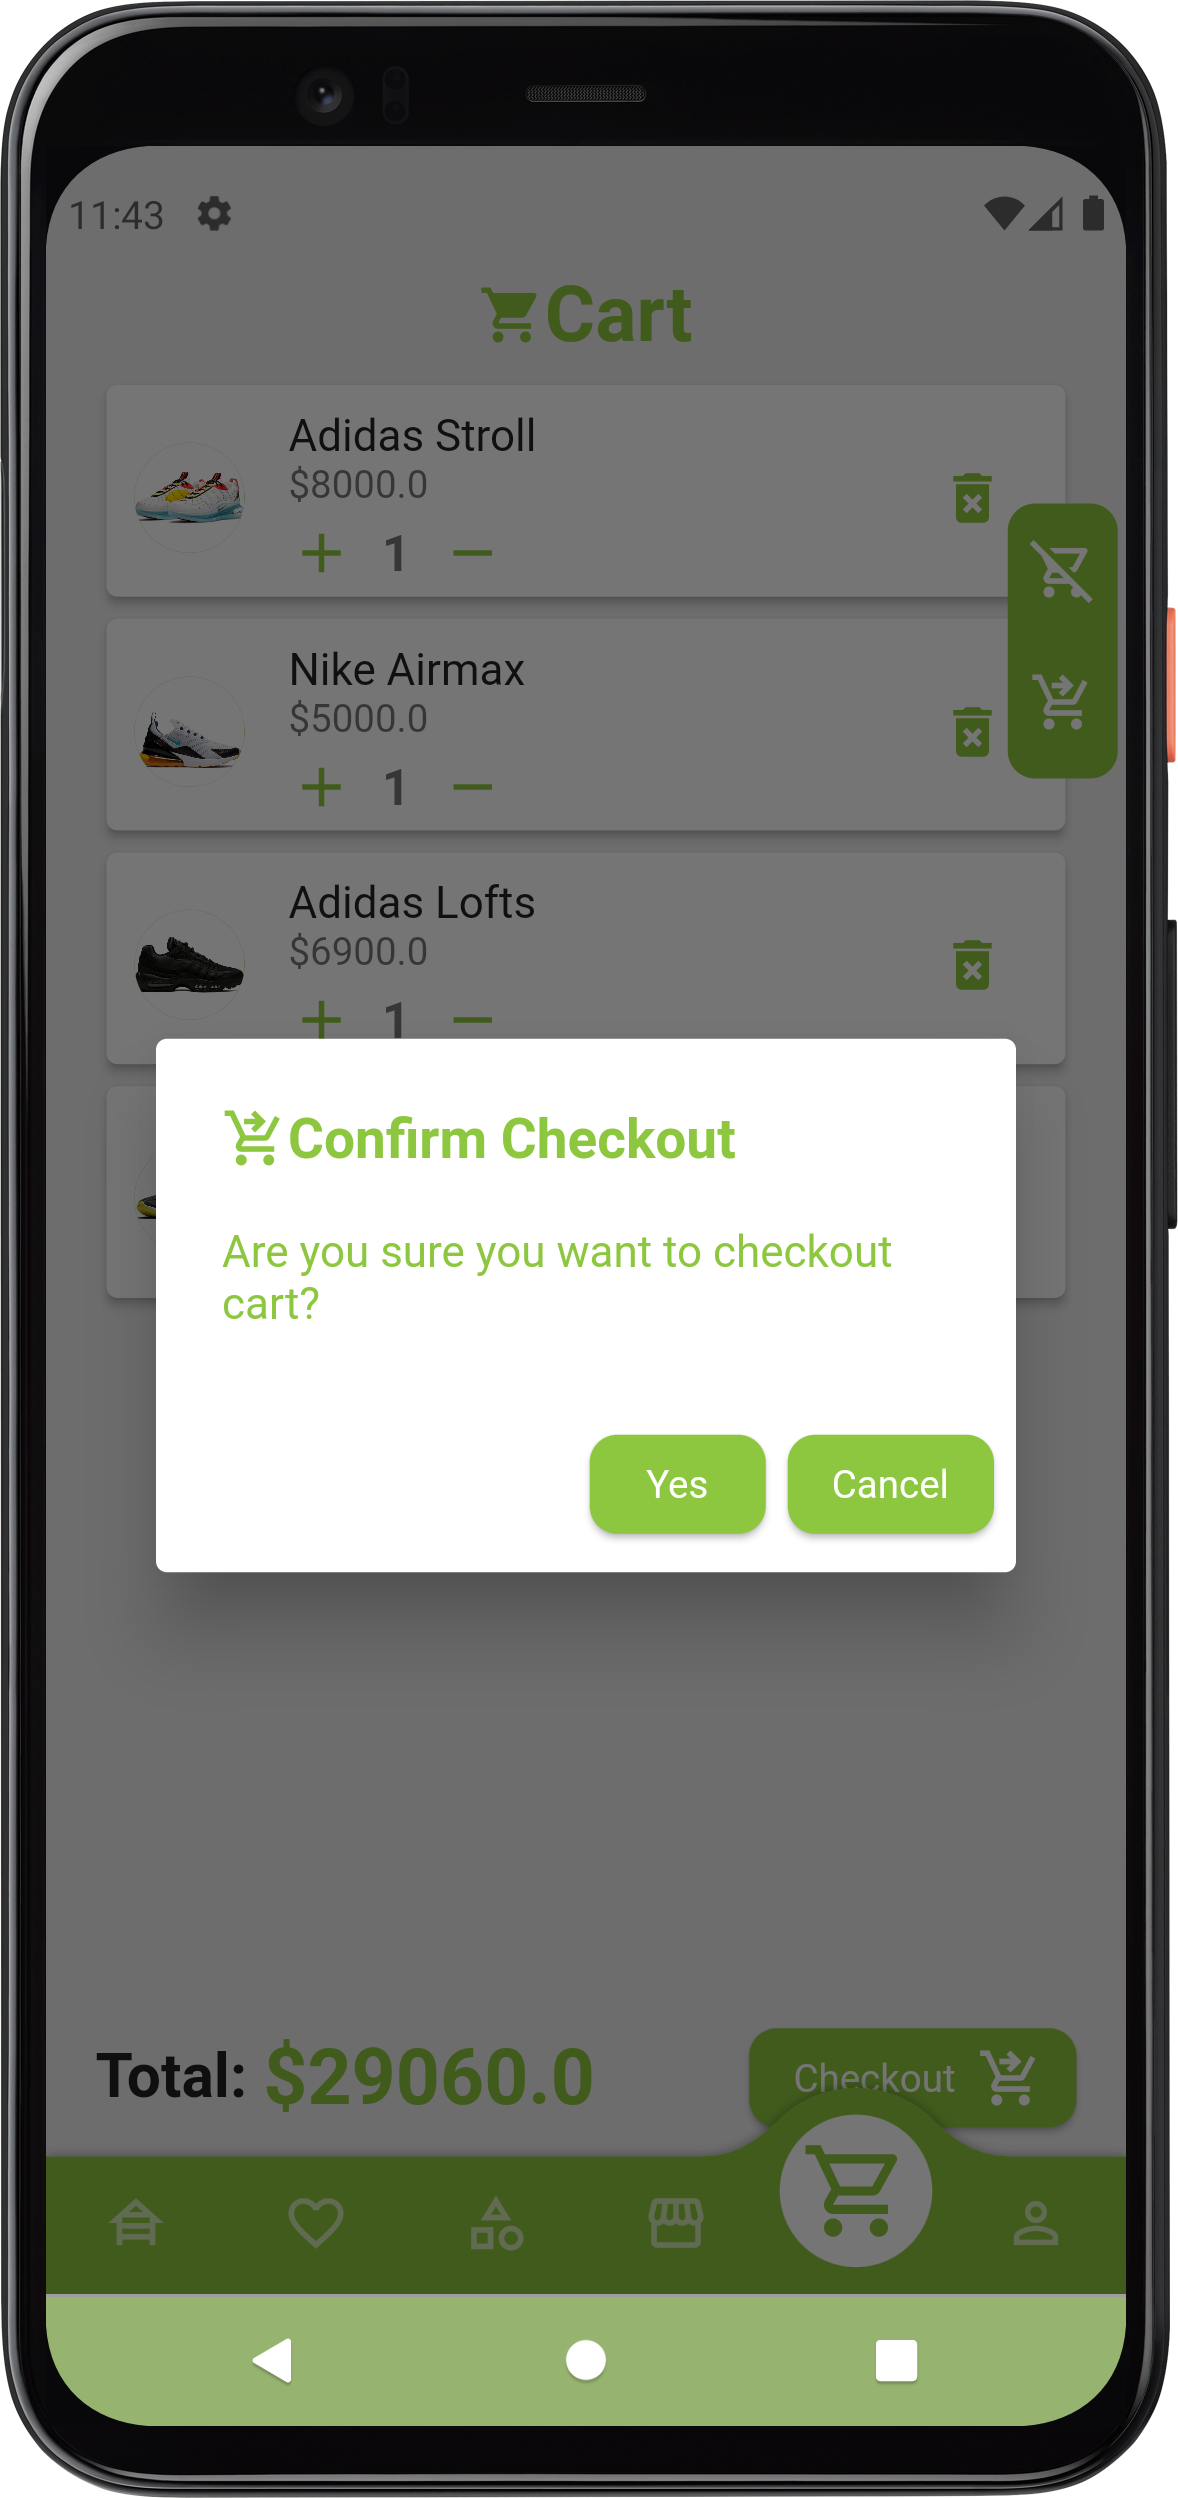 11:43
Cart
Adidas Stroll
$8000.0
1
Nike Airmax
$5000.0
1
Adidas Lofts
$6900.0
1
Confirm Checkout
Are you sure you want to checkout
cart?
Yes
Cancel
Total: $29060.0
Checkout